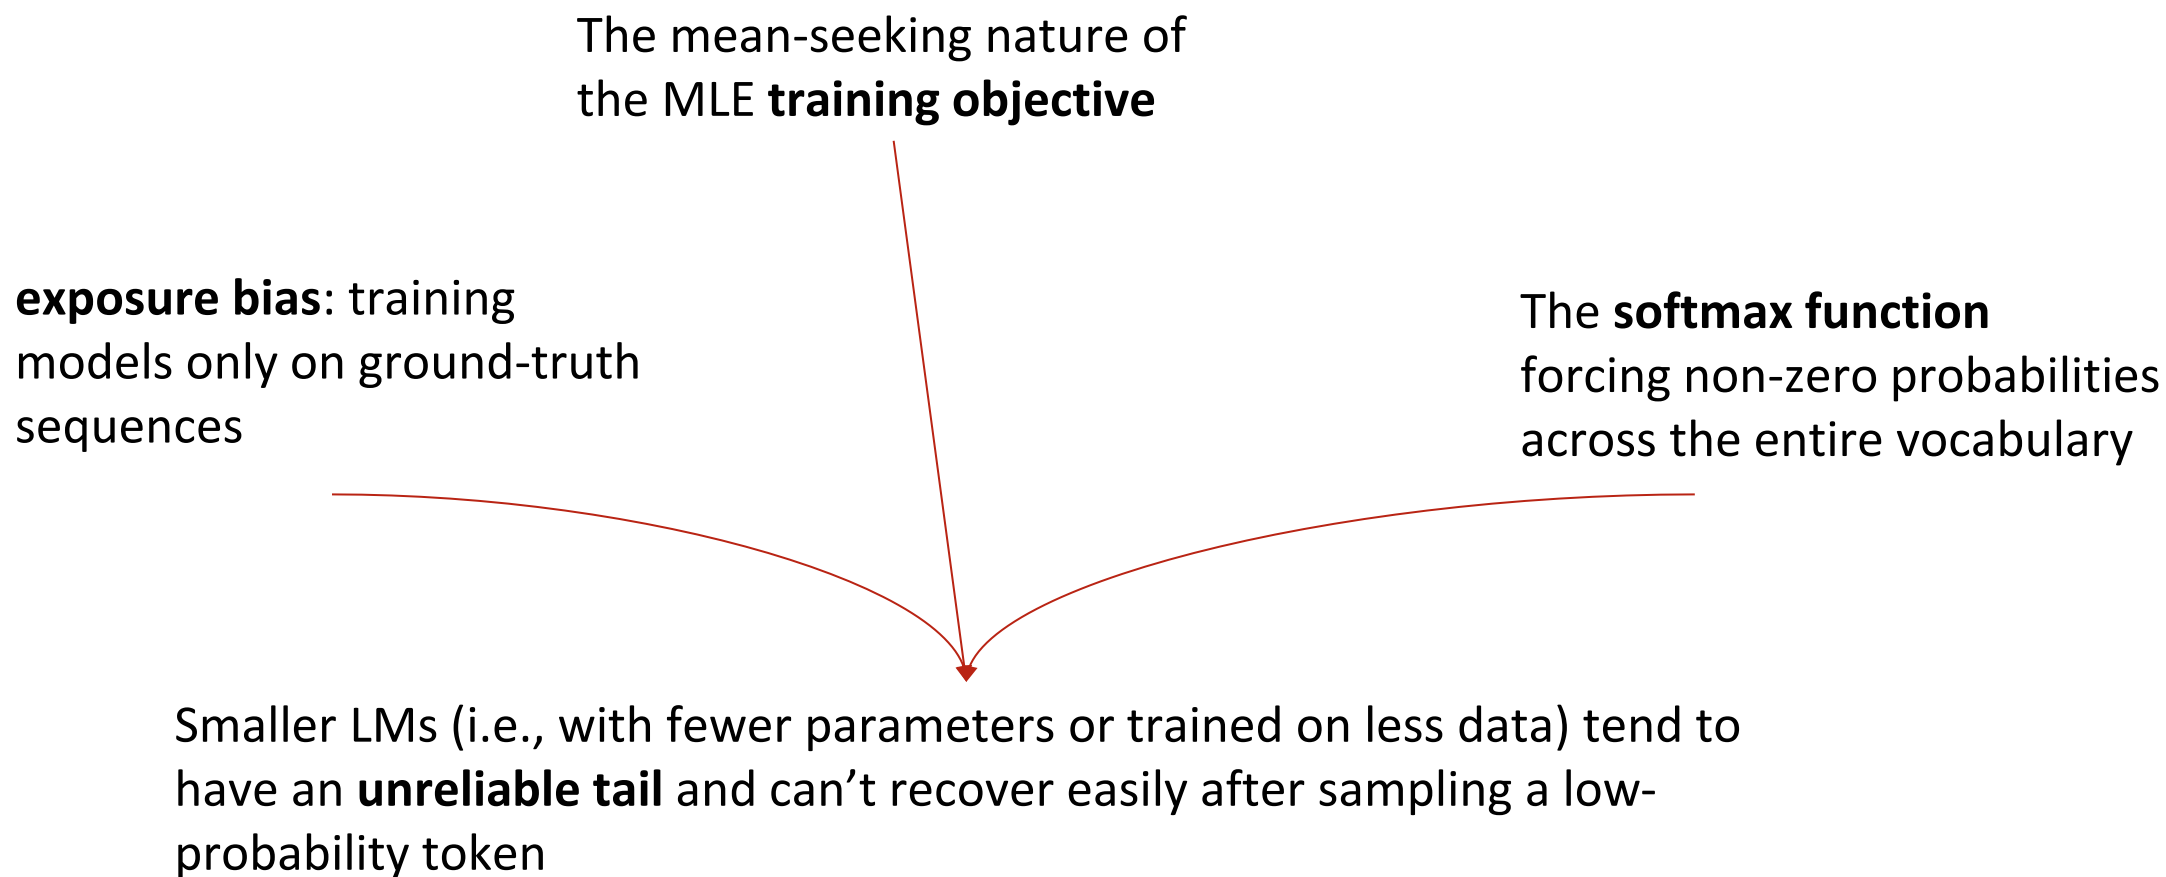 The mean-seeking nature of
the MLE training objective
exposure bias: training
models only on ground-truth
sequences
The softmax function
forcing non-zero probabilities
across the entire vocabulary
Smaller LMs (i.e., with fewer parameters or trained on less data) tend to
have an unreliable tail and can’t recover easily after sampling a low-
probability token